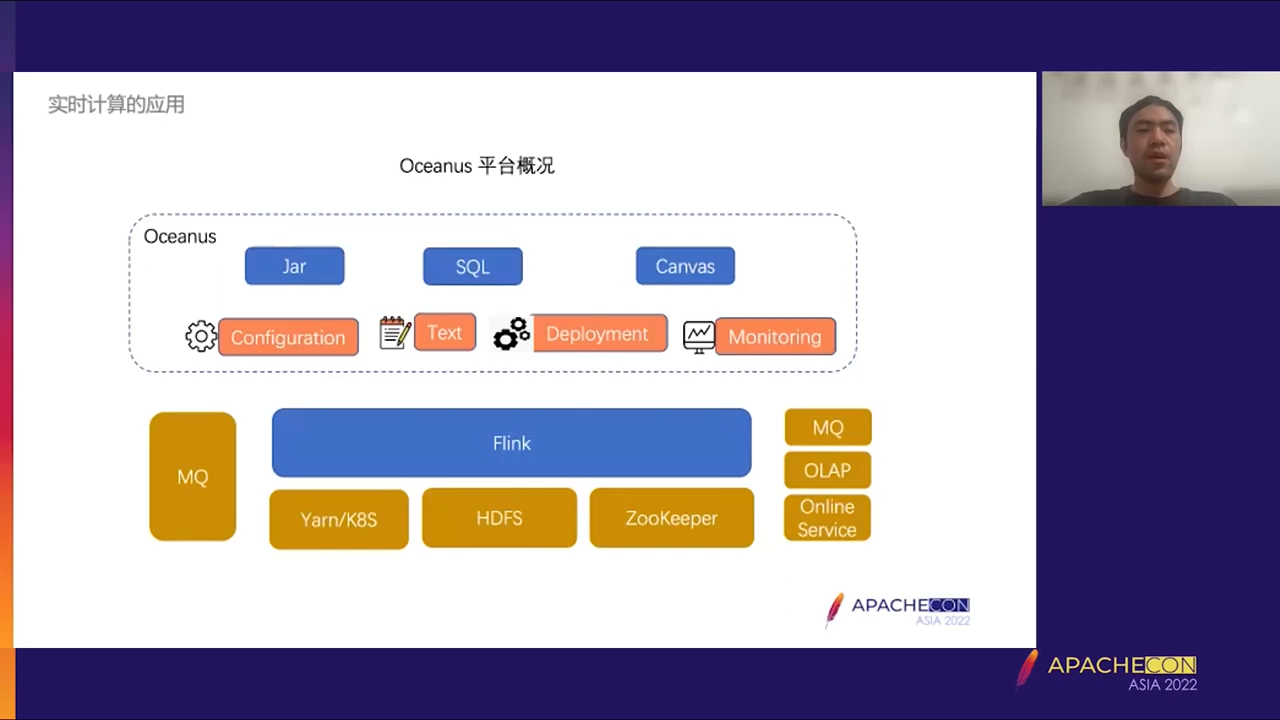 实时计算的应用
Oceanus 平台概况
Oceanus
Jar
SQL
Canvas
Configuration
Text
Deployment
Monitoring
MQ
Flink
Yarn/K8S
HDFS
ZooKeeper
MQ
OLAP
Online
Service
APACHECON
ASIA 2022
APACHECON
ASIA 2022